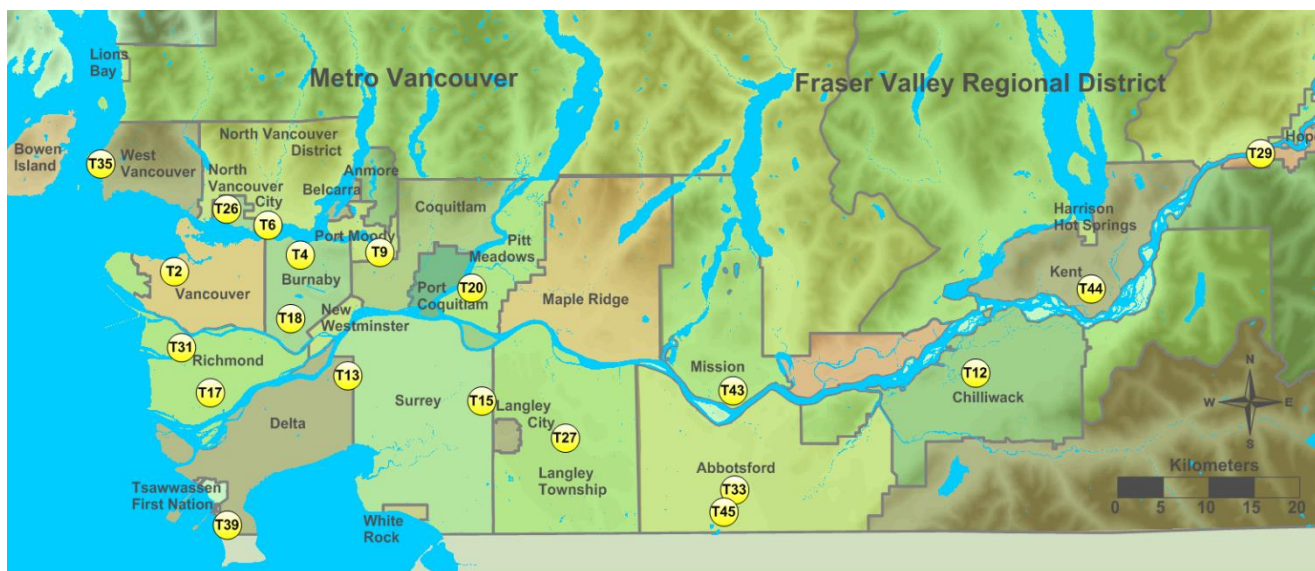 Lions
Bay
Metro Vancouver
Fraser Valley Regional District
Hop
T29
North Vancouver
District
Bowen
Island
T35
West
Vancouver
North
Vancouver
City
Anmore
Belcarra
Coquitlam
T26
T6
Harrison
Hot Springs
Port Moody
T4
T9
Pitt
Meadows
T2
Burnaby
Kent
T44
Vancouver
Port
Coquitlam
T20
Maple Ridge
New
Westminster
T18
T31
Richmond
N
W
E
S
T13
Mission
T43
T12
Chilliwack
T17
Surrey
T15
Langley
City
Delta
T27
Kilometers
0 5 10 15 20
Langley
Township
Abbotsford
T33
T45
Tsawwassen
First Nation
T39
White
Rock